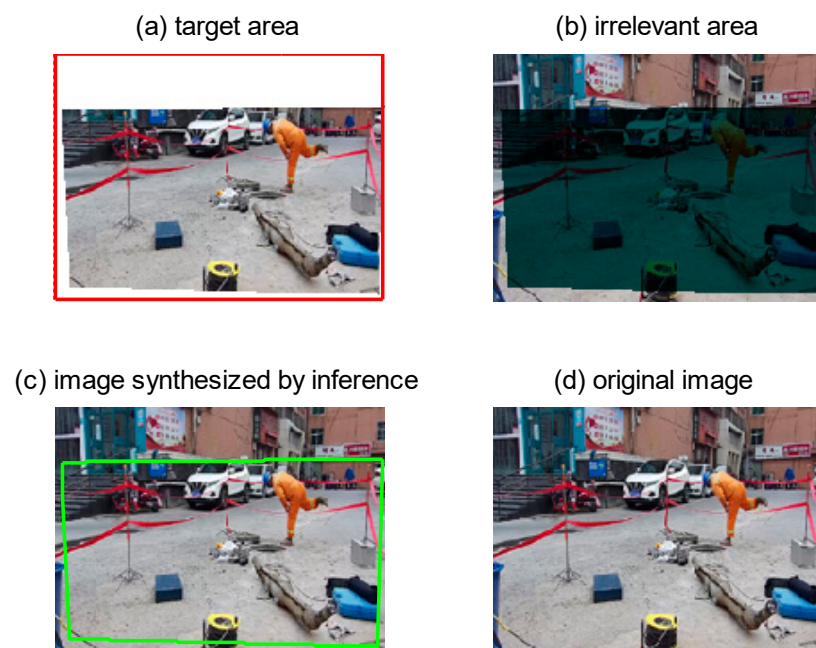 (a) target area
(b) irrelevant area
(c) image synthesized by inference
(d) original image